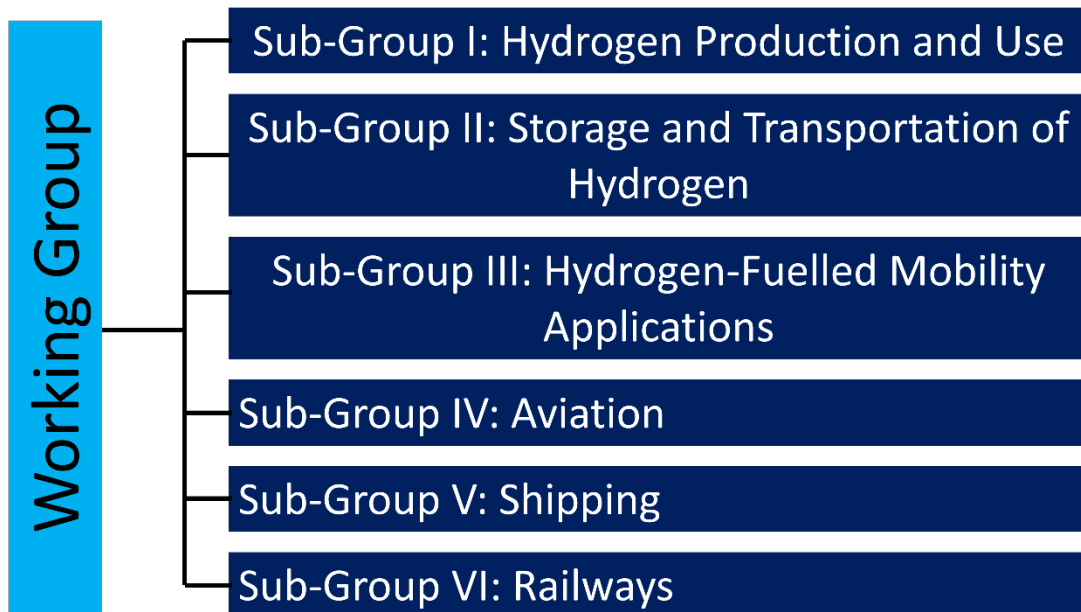 Working Group
Sub-Group I: Hydrogen Production and Use
Sub-Group II: Storage and Transportation of
Hydrogen
Sub-Group III: Hydrogen-Fuelled Mobility
Applications
Sub-Group IV: Aviation
Sub-Group V: Shipping
Sub-Group VI: Railways